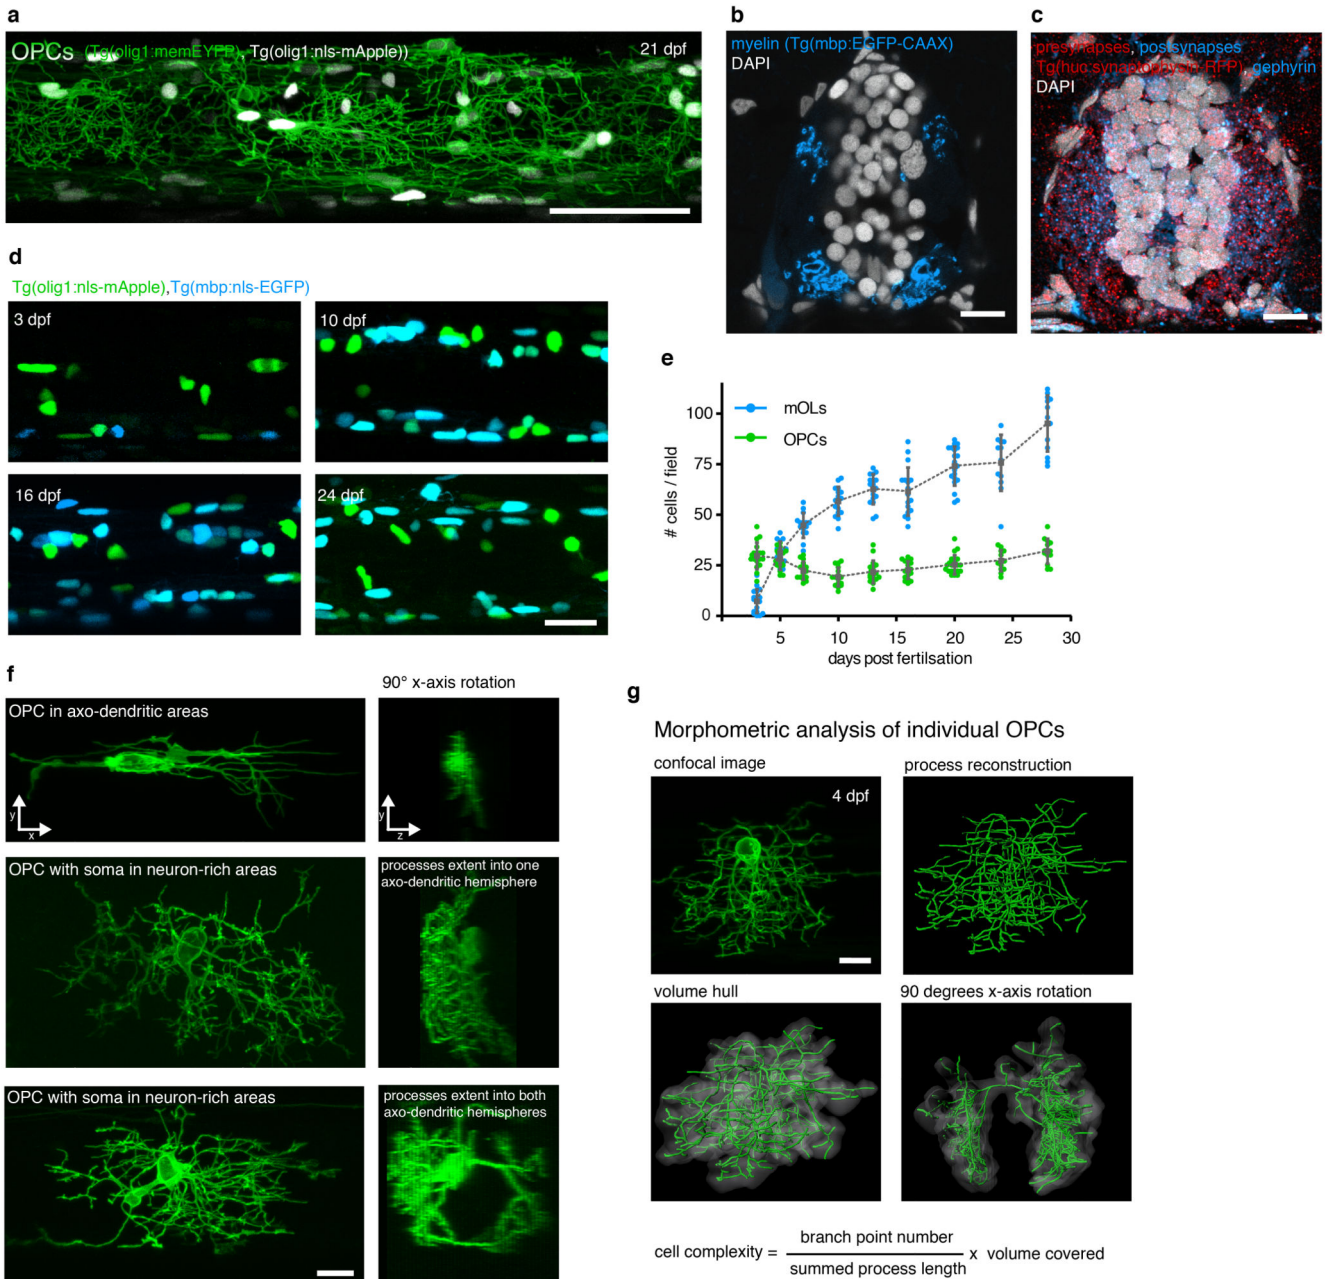 a
OPCs (Tg(olig1:memEYFP), Tg(olig1:nls-mApple))
21 dpf
b
myelin (Tg(mbp:EGFP-CAAX)
DAPI
c
presynapses, postsynapses
Tg(huc:synaptophysin-RFP), gephyrin
DAPI
d
Tg(olig1:nls-mApple),Tg(mbp:nls-EGFP)
3 dpf
10 dpf
16 dpf
24 dpf
e
mOLs
OPCs
# cells / field
100
75
50
25
0
5
10
15
20
25
30
days post fertilsation
f
90° x-axis rotation
OPC in axo-dendritic areas
y
x
y
z
OPC with soma in neuron-rich areas
processes extent into one
axo-dendritic hemisphere
OPC with soma in neuron-rich areas
processes extent into both
axo-dendritic hemispheres
g
Morphometric analysis of individual OPCs
confocal image
process reconstruction
4 dpf
volume hull
90 degrees x-axis rotation
cell complexity = branch point number / summed process length x volume covered